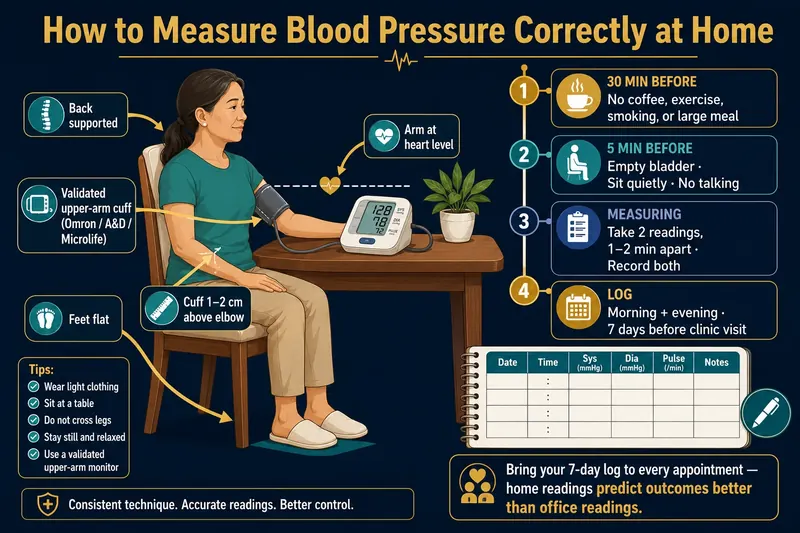 How to Measure Blood Pressure Correctly at Home
Back
supported
Arm at
heart level
Validated
upper-arm cuff
(Omron / A&D /
Microlife)
128
78
72
SYS
mmHg
DIA
mmHg
Cuff 1–2 cm
above elbow
Feet flat
Tips:
Wear light clothing
Sit at a table
Do not cross legs
Stay still and relaxed
Use a validated
upper-arm monitor
Consistent technique. Accurate readings. Better control.
1
30 MIN BEFORE
No coffee, exercise,
smoking, or large meal
2
5 MIN BEFORE
Empty bladder ·
Sit quietly · No talking
3
MEASURING
Take 2 readings,
1–2 min apart ·
Record both
4
LOG
Morning + evening ·
7 days before clinic visit
Date Time Sys (mmHg) Dia (mmHg) Pulse (/min) Notes
:
:
:
Bring your 7-day log to every appointment —
home readings predict outcomes better
than office readings.